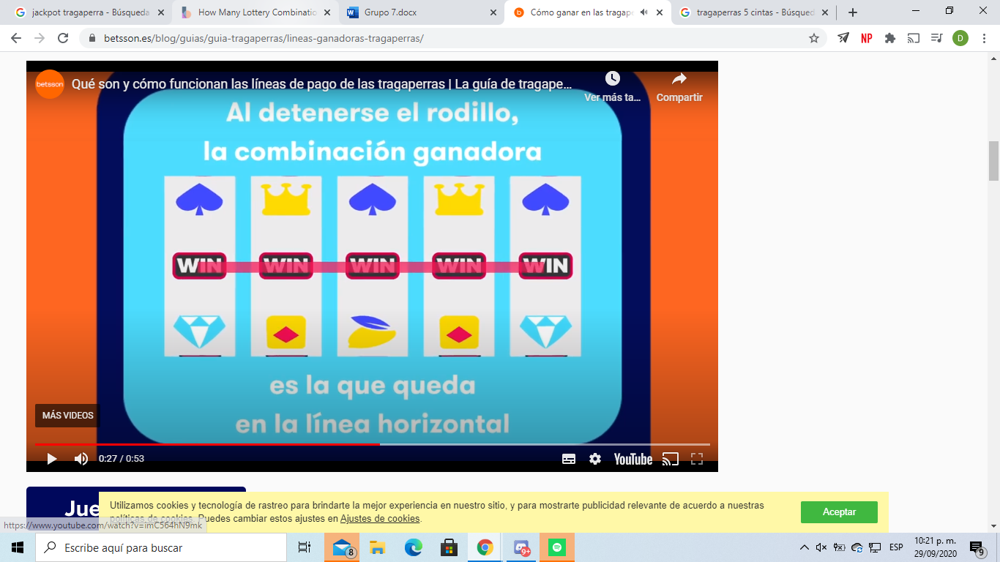 jackpot tragaperra - Búsqueda
How Many Lottery Combinatio
Grupo 7.docx
Cómo ganar en las tragape
tragaperras 5 cintas - Búsqued
betsson.es/blog/guias/guia-tragaperras/lineas-ganadoras-tragaperras/
NP
D
betsson
Qué son y cómo funcionan las líneas de pago de las tragaperras | La guía de tragape...
Ver más ta...
Compartir
Al detenerse el rodillo,
la combinación ganadora
WIN WIN WIN WIN WIN
es la que queda
en la línea horizontal
MÁS VIDEOS
0:27 / 0:53
YouTube
Jue
Utilizamos cookies y tecnología de rastreo para brindarte la mejor experiencia en nuestro sitio, y para mostrarte publicidad relevante de acuerdo a nuestras
políticas de cookies. Puedes cambiar estos ajustes en Ajustes de cookies.
Aceptar
https://www.youtube.com/watch?v=imC564hN9mk
Escribe aquí para buscar
8
9+
ESP
10:21 p. m.
29/09/2020
9